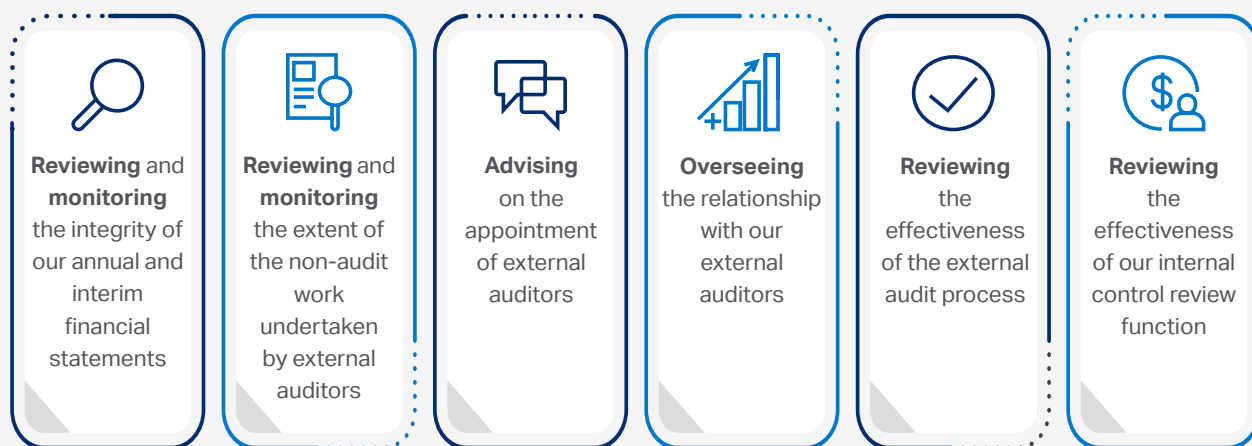 Reviewing and
monitoring
the integrity of
our annual and
interim
financial
statements
Reviewing and
monitoring
the extent of
the non-audit
work
undertaken
by external
auditors
Advising
on the
appointment
of external
auditors
Overseeing
the relationship
with our
external
auditors
Reviewing
the
effectiveness
of the external
audit process
$
Reviewing
the
effectiveness
of our internal
control review
function